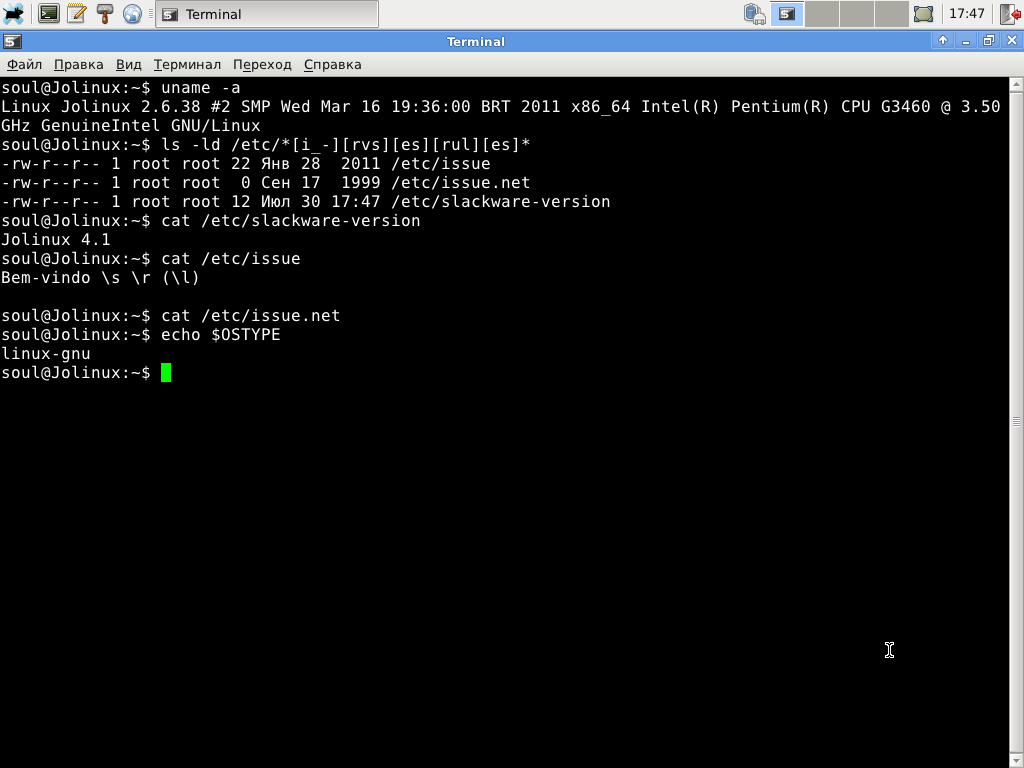 Terminal
17:47
Terminal
Файл Правка Вид Терминал Переход Справка
soul@Jolinux:~$ uname -a
Linux Jolinux 2.6.38 #2 SMP Wed Mar 16 19:36:00 BRT 2011 x86_64 Intel(R) Pentium(R) CPU G3460 @ 3.50
GHz GenuineIntel GNU/Linux
soul@Jolinux:~$ ls -ld /etc/*[i_-][rvs][es][rul][es]*
-rw-r--r-- 1 root root 22 Янв 28  2011 /etc/issue
-rw-r--r-- 1 root root  0 Сен 17  1999 /etc/issue.net
-rw-r--r-- 1 root root 12 Июл 30 17:47 /etc/slackware-version
soul@Jolinux:~$ cat /etc/slackware-version
Jolinux 4.1
soul@Jolinux:~$ cat /etc/issue
Bem-vindo \s \r (\l)
soul@Jolinux:~$ cat /etc/issue.net
soul@Jolinux:~$ echo $OSTYPE
linux-gnu
soul@Jolinux:~$